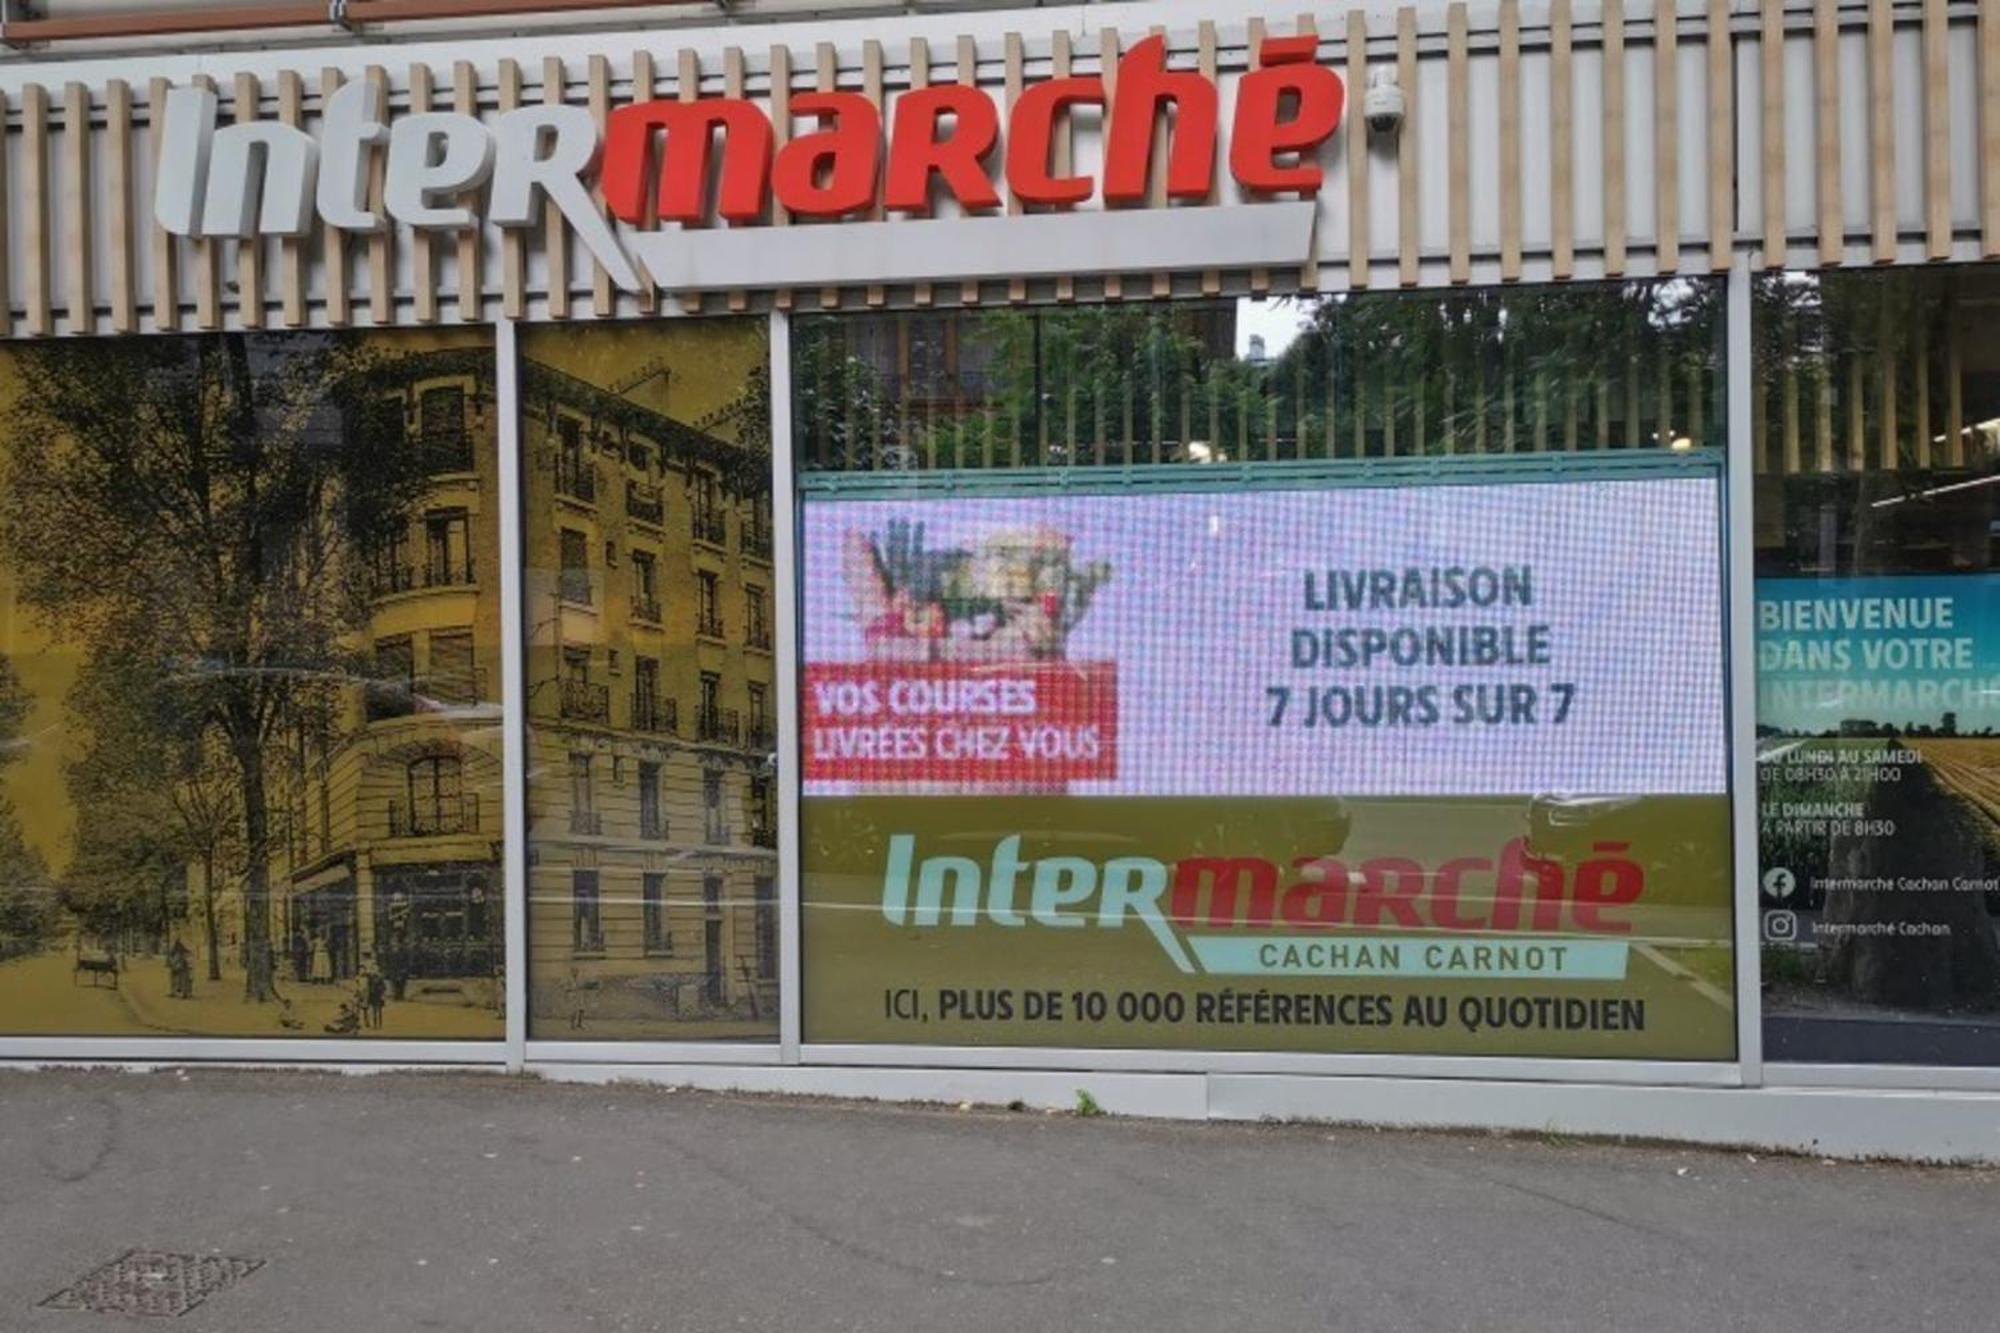 Intermarché
LIVRAISON
DISPONIBLE
7 JOURS SUR 7
VOS COURSES
LIVRÉES CHEZ VOUS
Intermarché
CACHAN CARNOT
ICI, PLUS DE 10 000 RÉFÉRENCES AU QUOTIDIEN
BIENVENUE
DANS VOTRE
INTERMARCHÉ
DU LUNDI AU SAMEDI
DE 08H30 À 21H00
LE DIMANCHE
À PARTIR DE 8H30
Intermarché Cachan Carnot
Intermarché Cachan